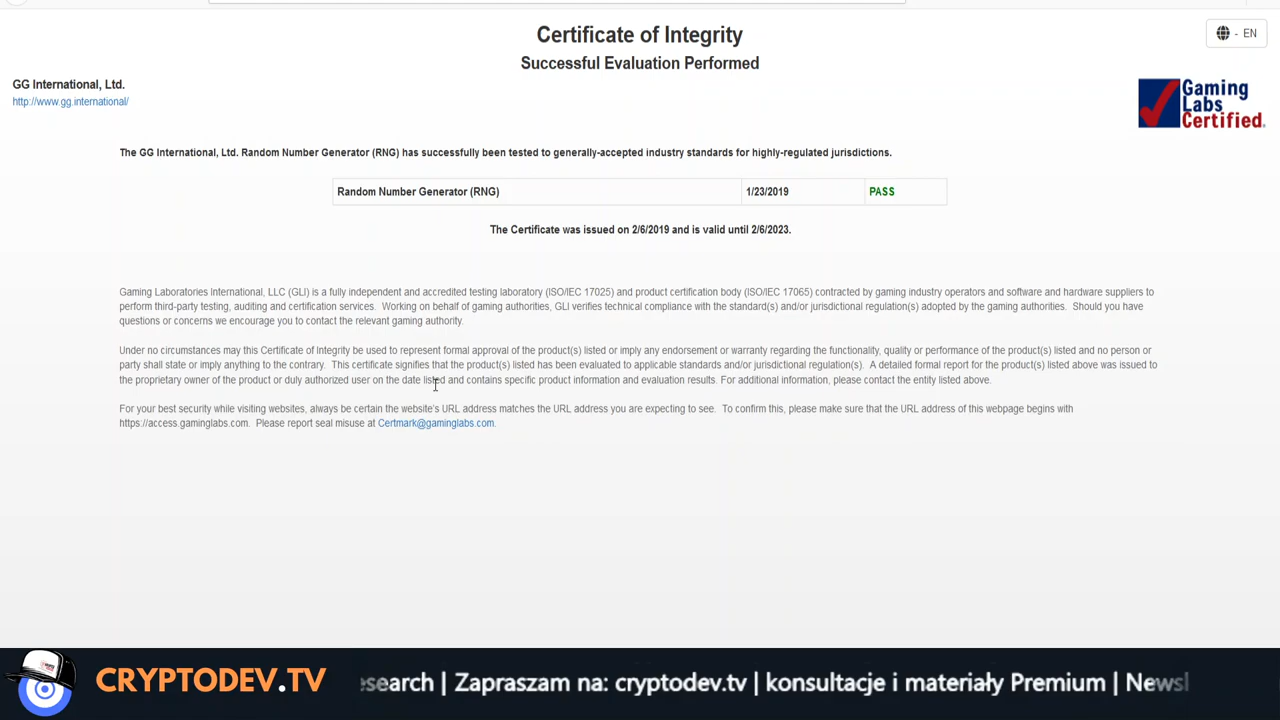 Certificate of Integrity
- EN
Successful Evaluation Performed
GG International, Ltd.
http://www.gg.international/
Gaming
Labs
Certified.
The GG International, Ltd. Random Number Generator (RNG) has successfully been tested to generally-accepted industry standards for highly-regulated jurisdictions.
Random Number Generator (RNG) 1/23/2019 PASS
The Certificate was issued on 2/6/2019 and is valid until 2/6/2023.
Gaming Laboratories International, LLC (GLI) is a fully independent and accredited testing laboratory (ISO/IEC 17025) and product certification body (ISO/IEC 17065) contracted by gaming industry operators and software and hardware suppliers to
perform third-party testing, auditing and certification services. Working on behalf of gaming authorities, GLI verifies technical compliance with the standard(s) and/or jurisdictional regulation(s) adopted by the gaming authorities. Should you have
questions or concerns we encourage you to contact the relevant gaming authority.
Under no circumstances may this Certificate of Integrity be used to represent formal approval of the product(s) listed or imply any endorsement or warranty regarding the functionality, quality or performance of the product(s) listed and no person or
party shall state or imply anything to the contrary. This certificate signifies that the product(s) listed has been evaluated to applicable standards and/or jurisdictional regulation(s). A detailed formal report for the product(s) listed above was issued to
the proprietary owner of the product or duly authorized user on the date listed and contains specific product information and evaluation results. For additional information, please contact the entity listed above.
For your best security while visiting websites, always be certain the website's URL address matches the URL address you are expecting to see. To confirm this, please make sure that the URL address of this webpage begins with
https://access.gaminglabs.com. Please report seal misuse at Certmark@gaminglabs.com.
CRYPTODEV.TV
esearch | Zapraszam na: cryptodev.tv | konsultacje i materiały Premium | Newsl